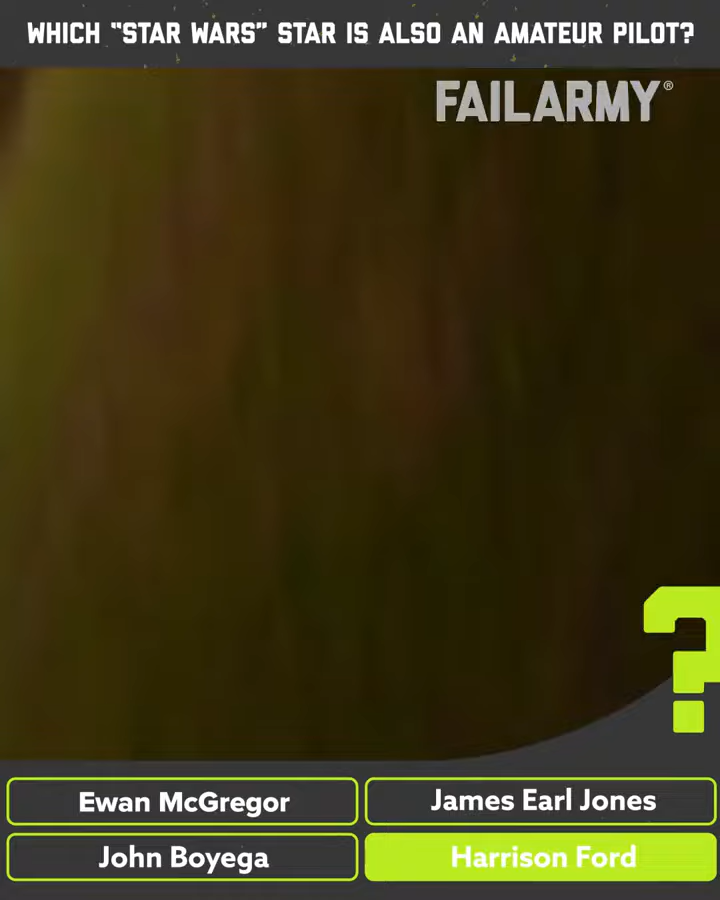 WHICH “STAR WARS” STAR IS ALSO AN AMATEUR PILOT?
FAILARMY®
?
Ewan McGregor
James Earl Jones
John Boyega
Harrison Ford